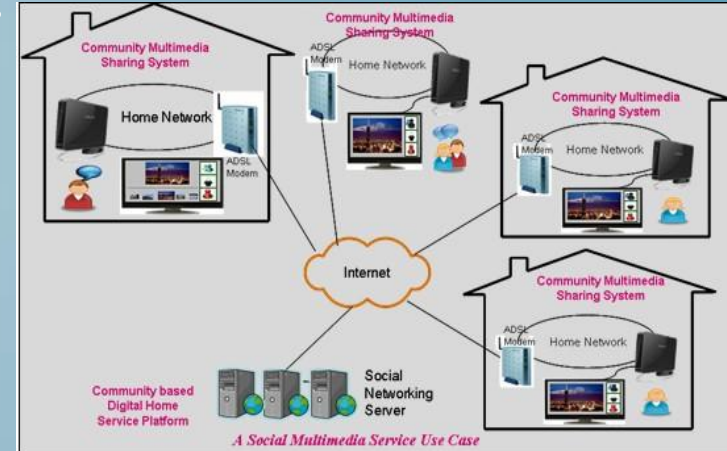 Community Multimedia
Sharing System
ADSL
Modem
Home Network
Community Multimedia
Sharing System
ADSL
Modem
Home Network
Community Multimedia
Sharing System
ADSL
Modem
Home Network
Internet
Community Multimedia
Sharing System
ADSL
Modem
Home Network
Community based
Digital Home
Service Platform
Social
Networking
Server
A Social Multimedia Service Use Case